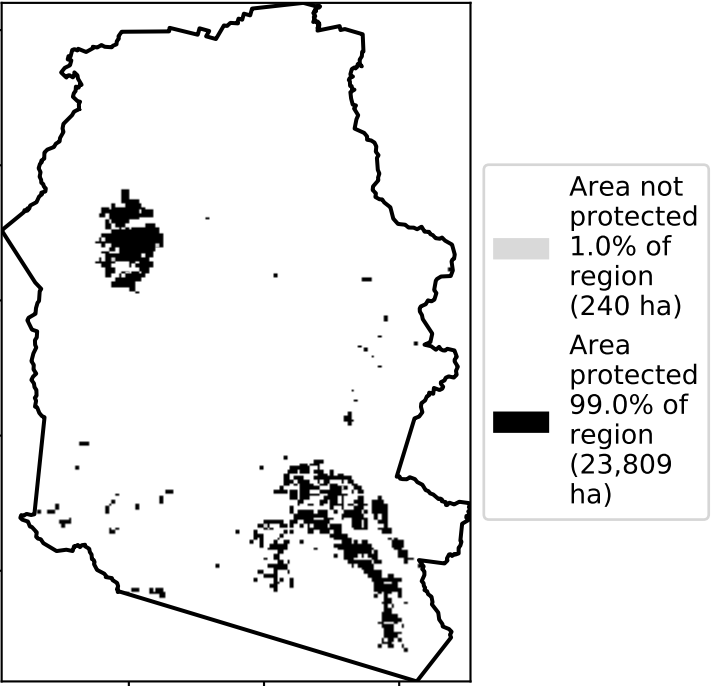 Area not
protected
1.0% of
region
(240 ha)
Area
protected
99.0% of
region
(23,809
ha)